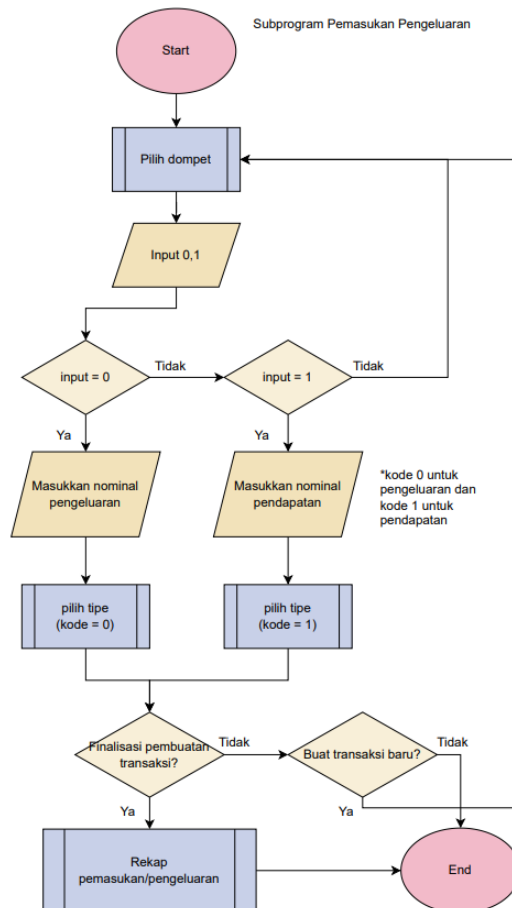 Subprogram Pemasukan Pengeluaran
Start
Pilih dompet
Input 0,1
input = 0
Tidak
input = 1
Tidak
Ya
Ya
Masukkan nominal
pengeluaran
Masukkan nominal
pendapatan
*kode 0 untuk
pengeluaran dan
kode 1 untuk
pendapatan
pilih tipe
(kode = 0)
pilih tipe
(kode = 1)
Finalisasi pembuatan
transaksi?
Tidak
Buat transaksi baru?
Tidak
Ya
Ya
Rekap
pemasukan/pengeluaran
End